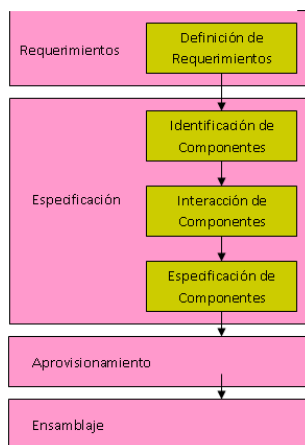 Requerimientos
Definición de
Requerimientos
Especificación
Identificación de
Componentes
Interacción de
Componentes
Especificación de
Componentes
Aprovisionamiento
Ensamblaje